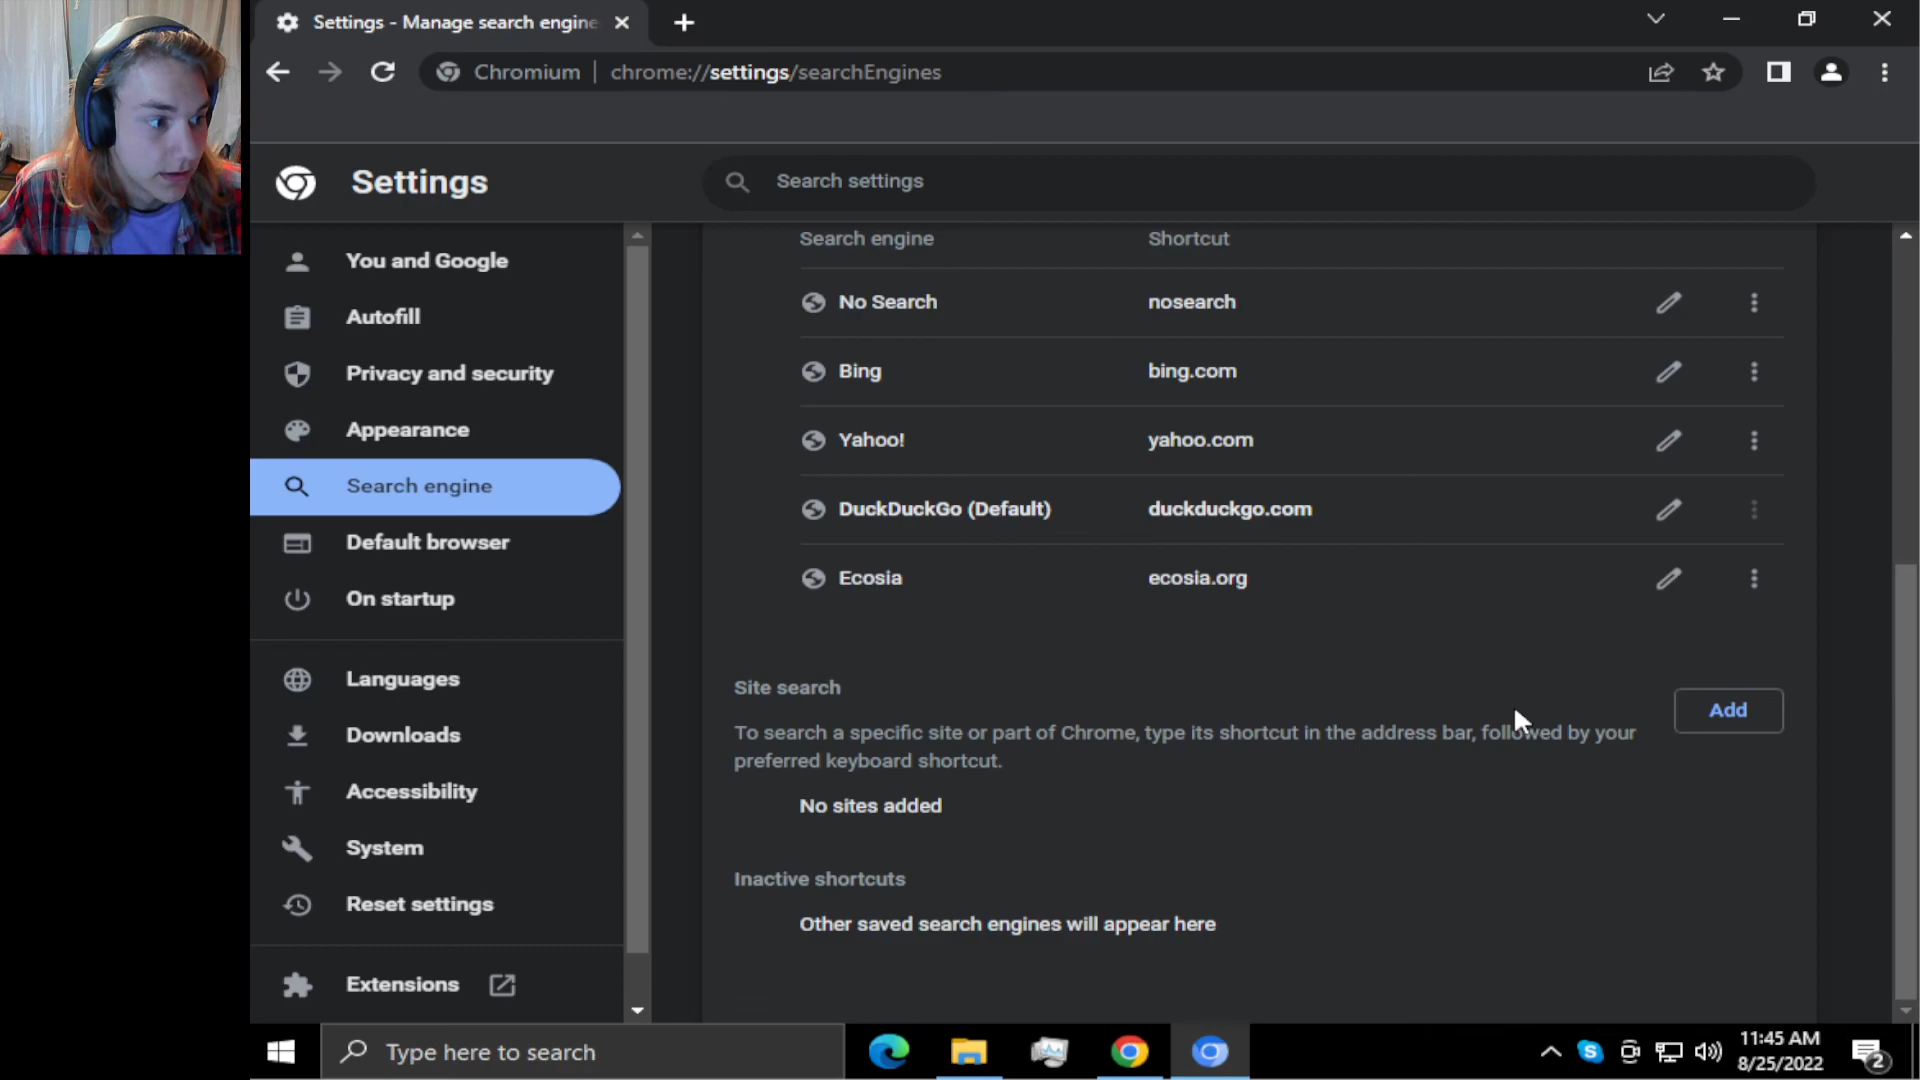 Settings - Manage search engine
Chromium | chrome://settings/searchEngines
Settings
Search settings
You and Google
Autofill
Privacy and security
Appearance
Search engine
Default browser
On startup
Languages
Downloads
Accessibility
System
Reset settings
Extensions
Search engine Shortcut
No Search nosearch
Bing bing.com
Yahoo! yahoo.com
DuckDuckGo (Default) duckduckgo.com
Ecosia ecosia.org
Site search
Add
To search a specific site or part of Chrome, type its shortcut in the address bar, followed by your
preferred keyboard shortcut.
No sites added
Inactive shortcuts
Other saved search engines will appear here
Type here to search
11:45 AM
8/25/2022
2